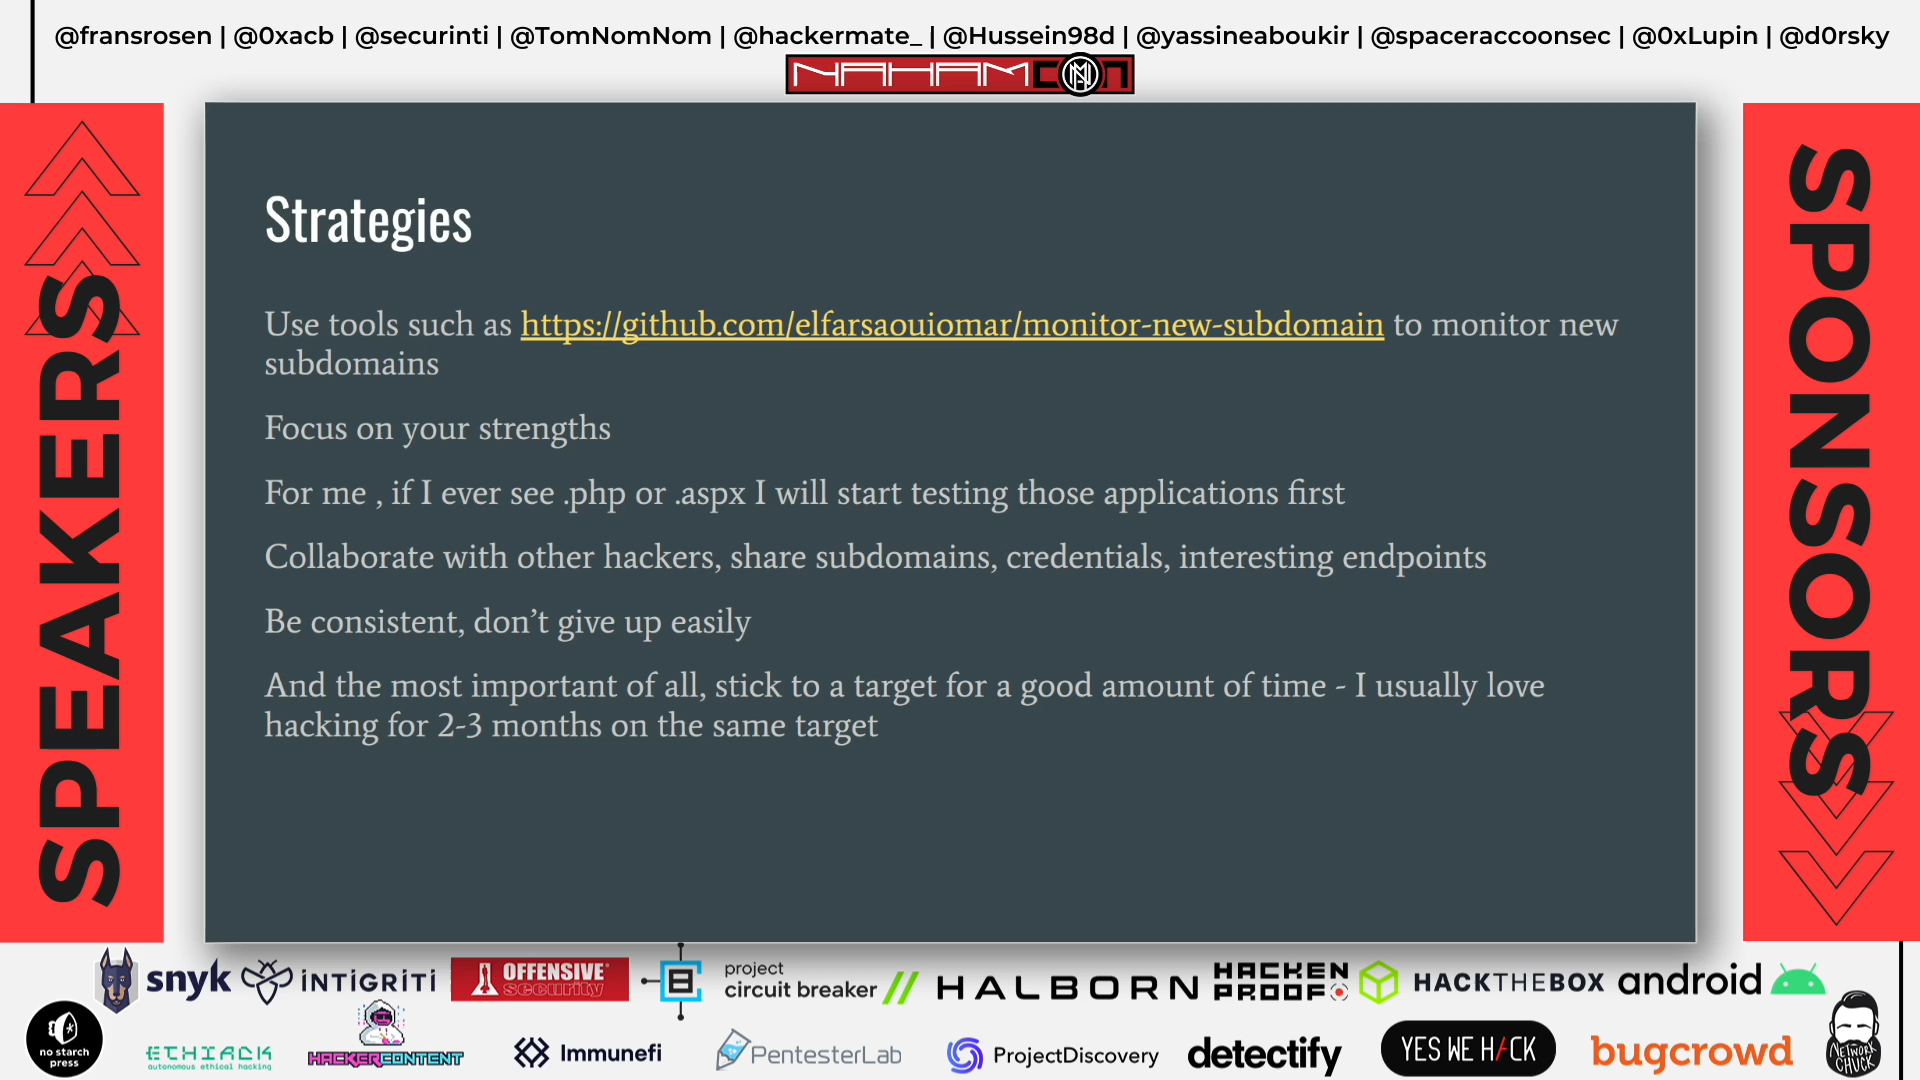 @fransrosen | @0xacb | @securinti | @TomNomNom | @hackermate_ | @Hussein98d | @yassineaboukir | @spaceraccoonsec | @0xLupin | @d0rsky
NAHAMCON
SPEAKERS
SPONSORS
Strategies
Use tools such as https://github.com/elfarsaouiomar/monitor-new-subdomain to monitor new
subdomains
Focus on your strengths
For me , if I ever see .php or .aspx I will start testing those applications first
Collaborate with other hackers, share subdomains, credentials, interesting endpoints
Be consistent, don’t give up easily
And the most important of all, stick to a target for a good amount of time - I usually love
hacking for 2-3 months on the same target
snyk
INTIGRITI
OFFENSIVE®
security
project
circuit breaker
HALBORN
HACKEN
PROOF
HACKTHEBOX
android
no starch
press
ETHIACK
autonomous ethical hacking
HACKERCONTENT
Immunefi
PentesterLab
ProjectDiscovery
detectify
YES WE H/CK
bugcrowd
NETWORK
CHUCK